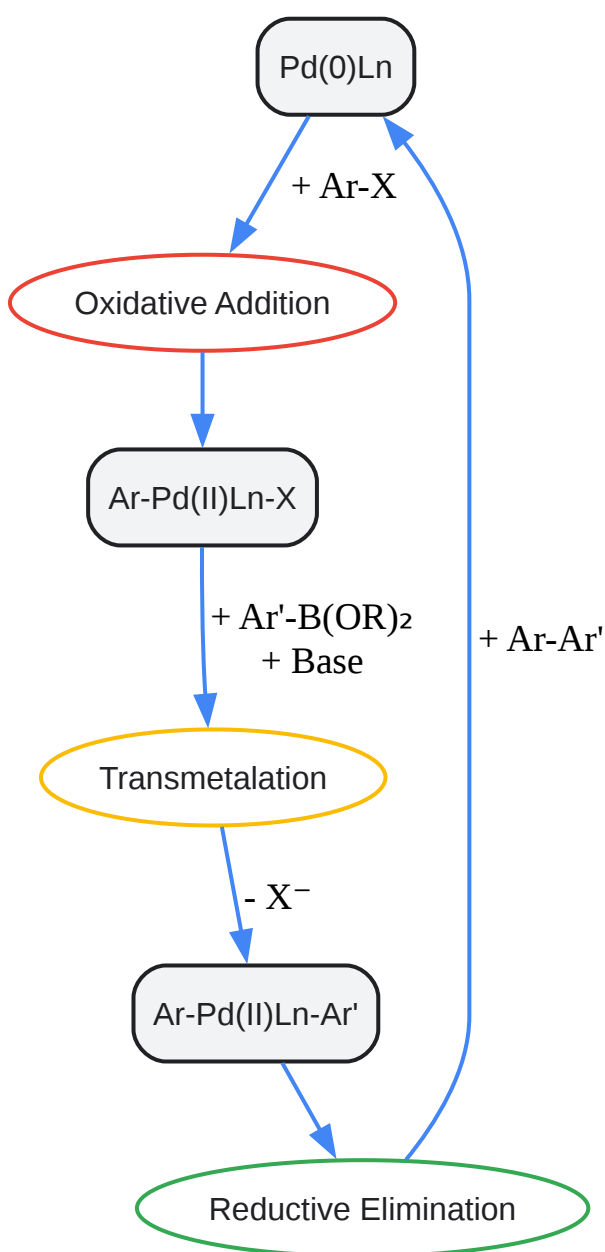 Pd(0)Ln
+ Ar-X
Oxidative Addition
Ar-Pd(II)Ln-X
+ Ar'-B(OR)₂
+ Base
+ Ar-Ar'
Transmetalation
- X⁻
Ar-Pd(II)Ln-Ar'
Reductive Elimination